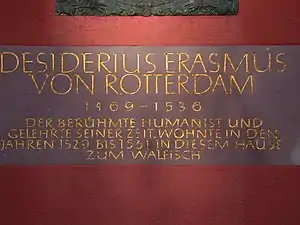 DESIDERIUS ERASMUS
VON ROTTERDAM
1469-1536
DER BERÜHMTE HUMANIST UND
GELEHRTE SEINER ZEIT, WOHNTE IN DEN
JAHREN 1529 BIS 1531 IN DIESEM HAUSE
ZUM WALFISCH